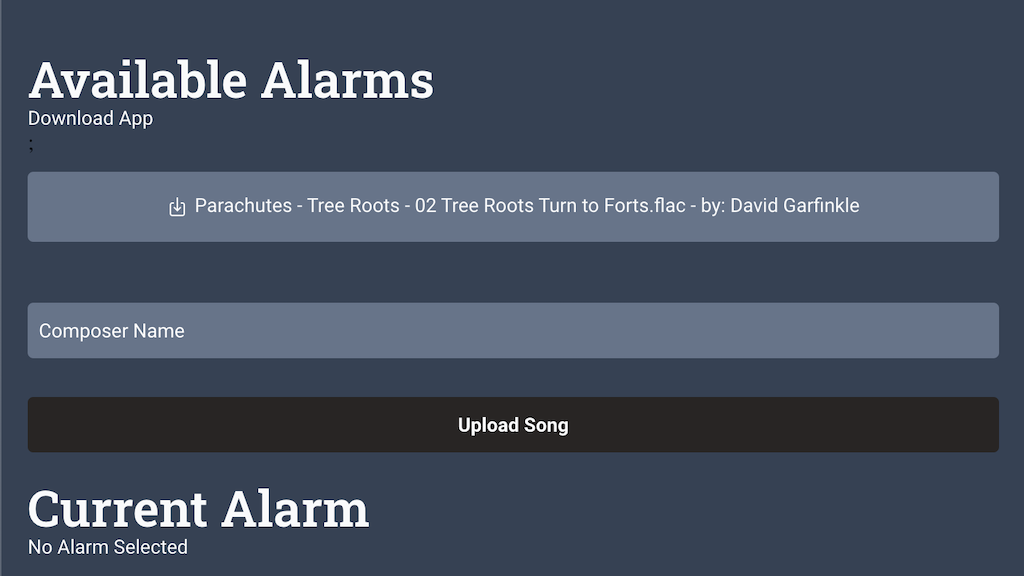 Available Alarms
Download App
;
Parachutes - Tree Roots - 02 Tree Roots Turn to Forts.flac - by: David Garfinkle
Composer Name
Upload Song
Current Alarm
No Alarm Selected